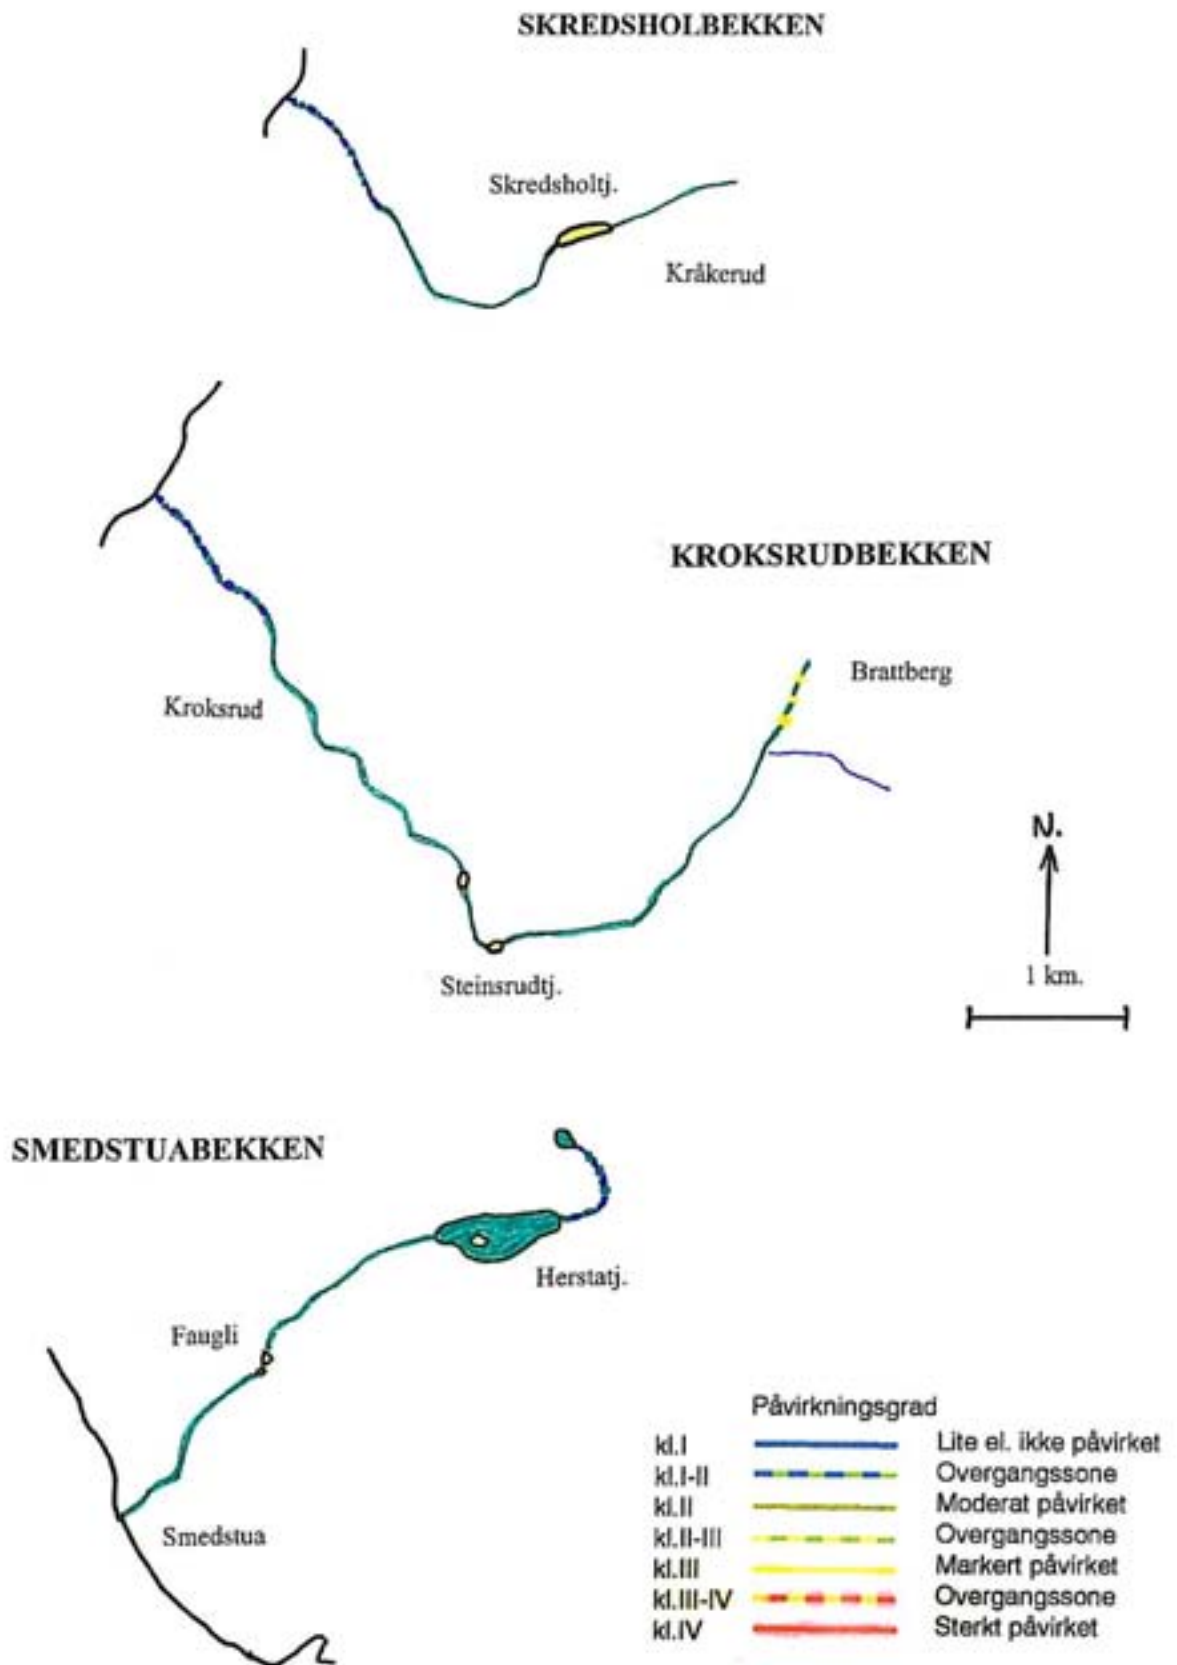 SKREDSHOLBEKKEN
Skredsholtj.
Kråkerud
KROKSRUDBEKKEN
Brattberg
Kroksrud
N.
Steinsrudtj.
1 km.
SMEDSTUABEKKEN
Herstatj.
Faugli
Smedstua
Påvirkningsgrad
kl.I Lite el. ikke påvirket
kl.I-II Overgangssone
kl.II Moderat påvirket
kl.II-III Overgangssone
kl.III Markert påvirket
kl.III-IV Overgangssone
kl.IV Sterkt påvirket